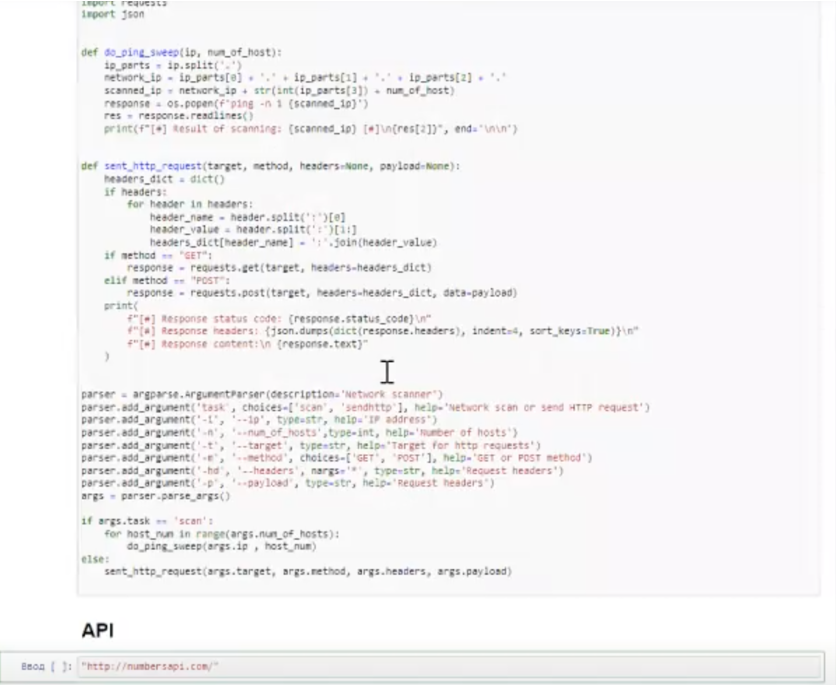 import requests
import json
def do_ping_sweep(ip, num_of_host):
ip_parts = ip.split('.')
network_ip = ip_parts[0] + '.' + ip_parts[1] + '.' + ip_parts[2] + '.'
scanned_ip = network_ip + str(int(ip_parts[3]) + num_of_host)
response = os.popen(f'ping -n 1 {scanned_ip}')
res = response.readlines()
print(f"[#] Result of scanning: {scanned_ip} [#]\n{res[2]}", end='\n\n')
def sent_http_request(target, method, headers=None, payload=None):
headers_dict = dict()
if headers:
for header in headers:
header_name = header.split(':')[0]
header_value = header.split(':')[1:]
headers_dict[header_name] = ':'.join(header_value)
if method == "GET":
response = requests.get(target, headers=headers_dict)
elif method == "POST":
response = requests.post(target, headers=headers_dict, data=payload)
print(
f"[#] Response status code: {response.status_code}\n"
f"[#] Response headers: {json.dumps(dict(response.headers), indent=4, sort_keys=True)}\n"
f"[#] Response content:\n {response.text}"
)
parser = argparse.ArgumentParser(description='Network scanner')
parser.add_argument('task', choices=['scan', 'sendhttp'], help='Network scan or send HTTP request')
parser.add_argument('-i', '--ip', type=str, help='IP address')
parser.add_argument('-n', '--num_of_hosts',type=int, help='Number of hosts')
parser.add_argument('-t', '--target', type=str, help='Target for http requests')
parser.add_argument('-m', '--method', choices=['GET', 'POST'], help='GET or POST method')
parser.add_argument('-hd', '--headers', nargs='*', type=str, help='Request headers')
parser.add_argument('-p', '--payload', type=str, help='Request headers')
args = parser.parse_args()
if args.task == 'scan':
for host_num in range(args.num_of_hosts):
do_ping_sweep(args.ip , host_num)
else:
sent_http_request(args.target, args.method, args.headers, args.payload)
API
Ввод [ ]: "http://numbersapi.com/"